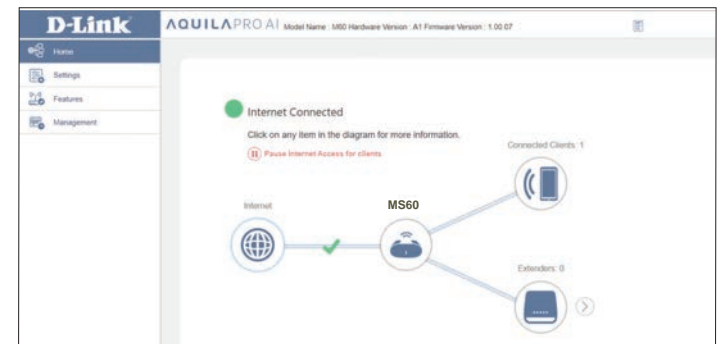 D-Link
AQUILA PRO AI Model Name : M60 Hardware Version : A1 Firmware Version : 1.00.07
Home
Settings
Features
Management
Internet Connected
Click on any item in the diagram for more information.
Pause Internet Access for clients
Connected Clients: 1
Internet
MS60
Extenders: 0